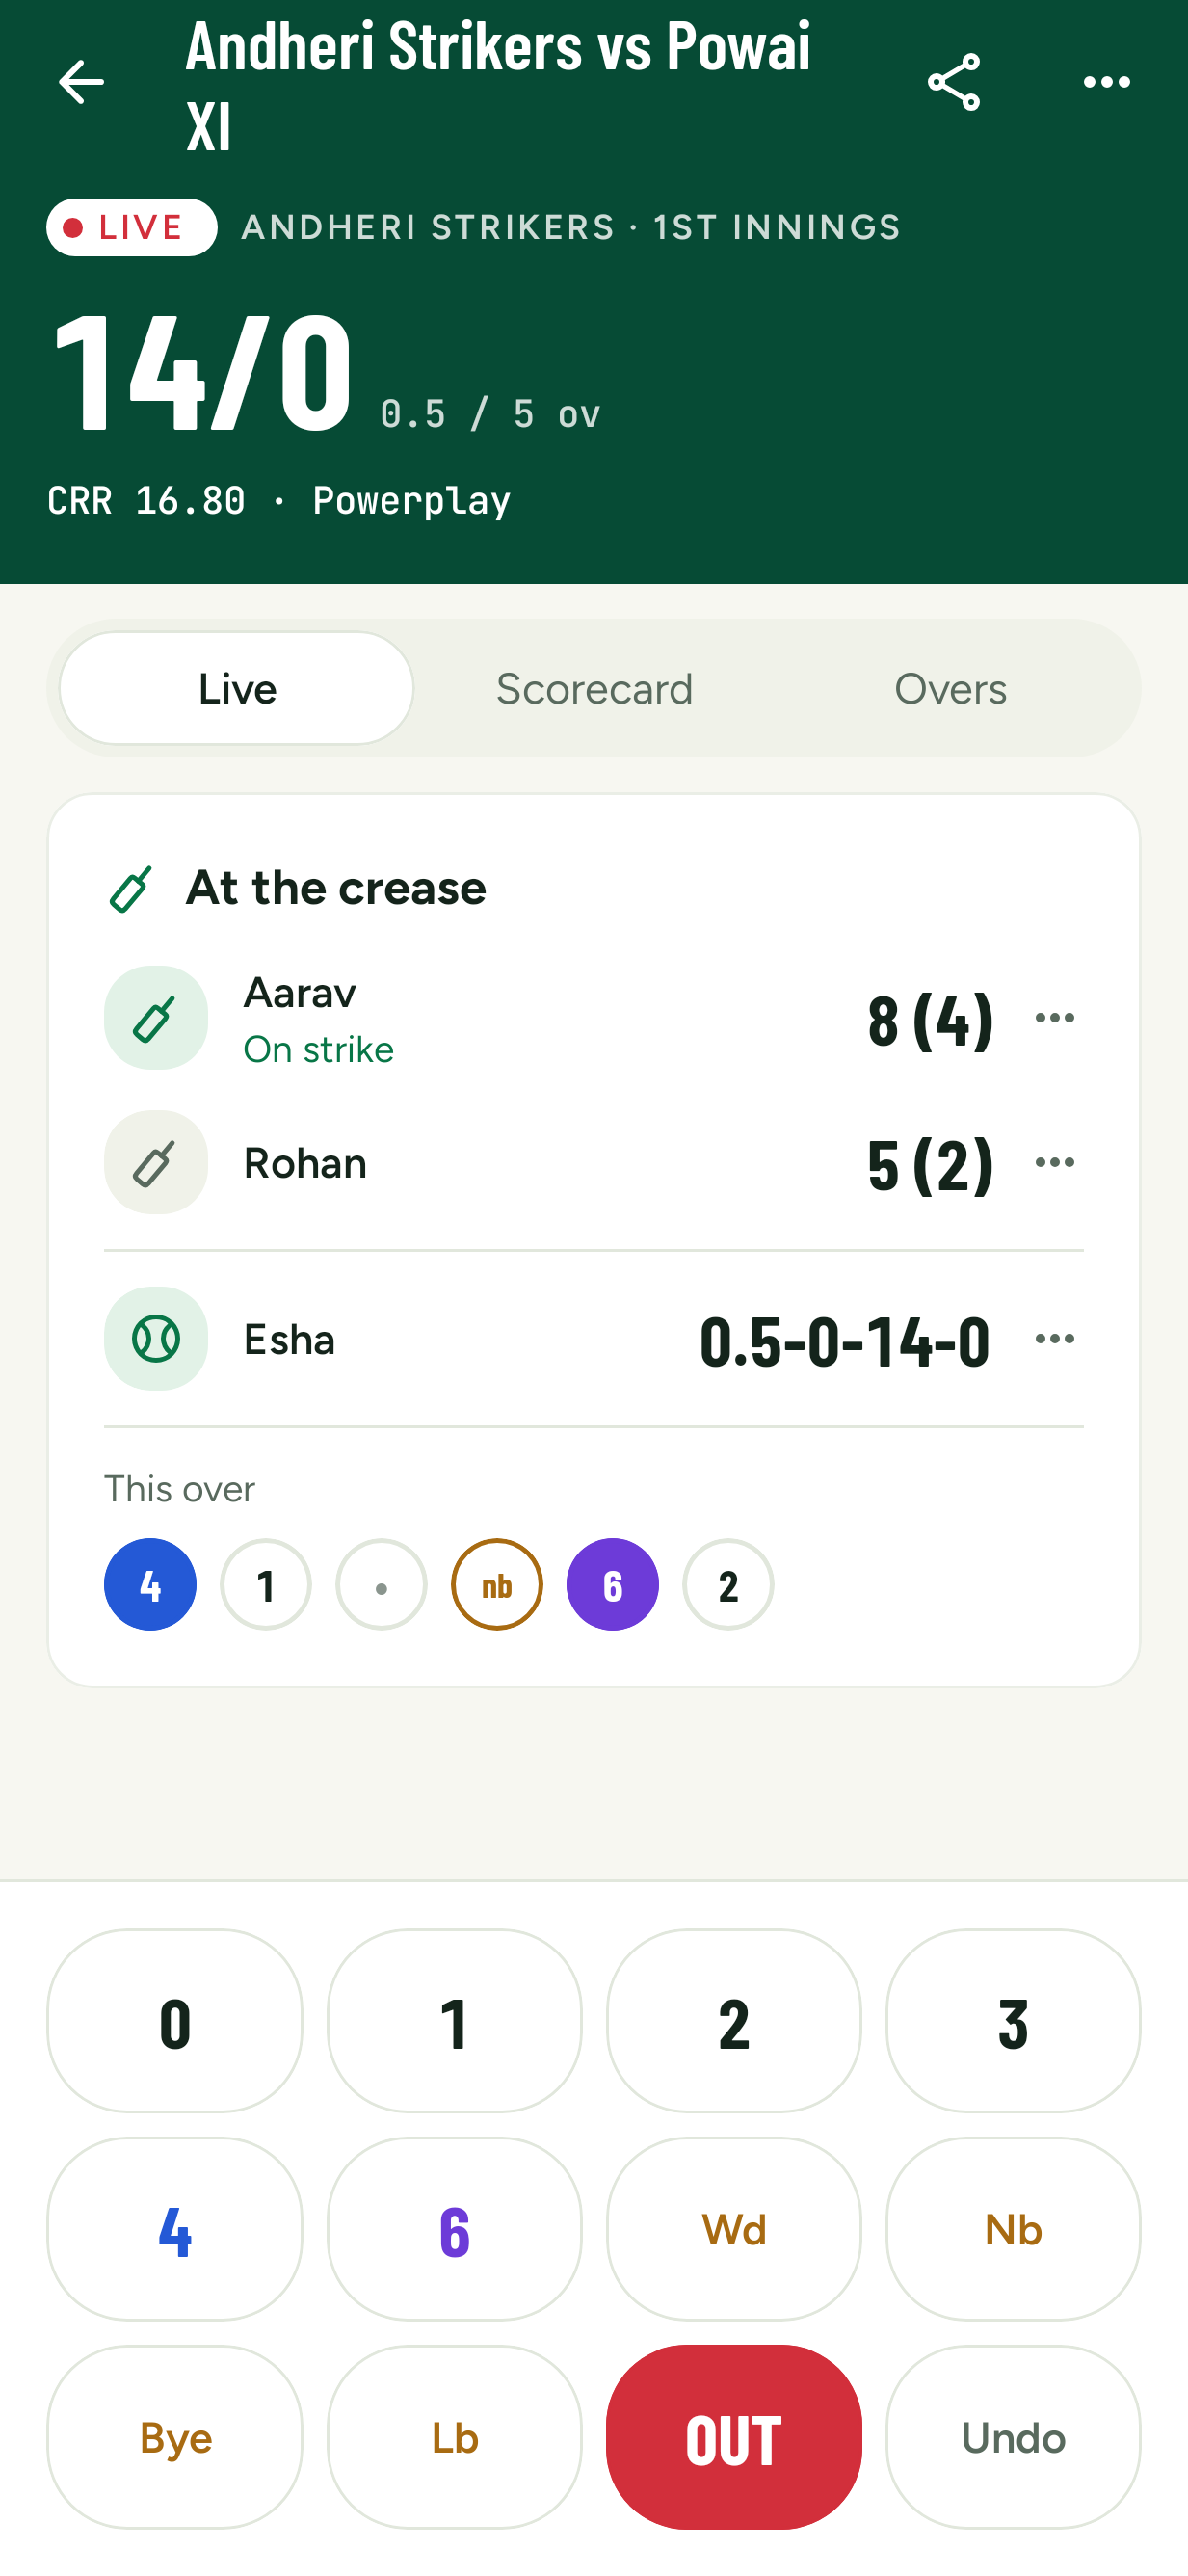 Andheri Strikers vs Powai
XI
LIVE ANDHERI STRIKERS · 1ST INNINGS
14/0 0.5 / 5 ov
CRR 16.80 · Powerplay
Live Scorecard Overs
At the crease
Aarav 8 (4)
On strike
Rohan 5 (2)
Esha 0.5-0-14-0
This over
4 1 • nb 6 2
0 1 2 3
4 6 Wd Nb
Bye Lb OUT Undo